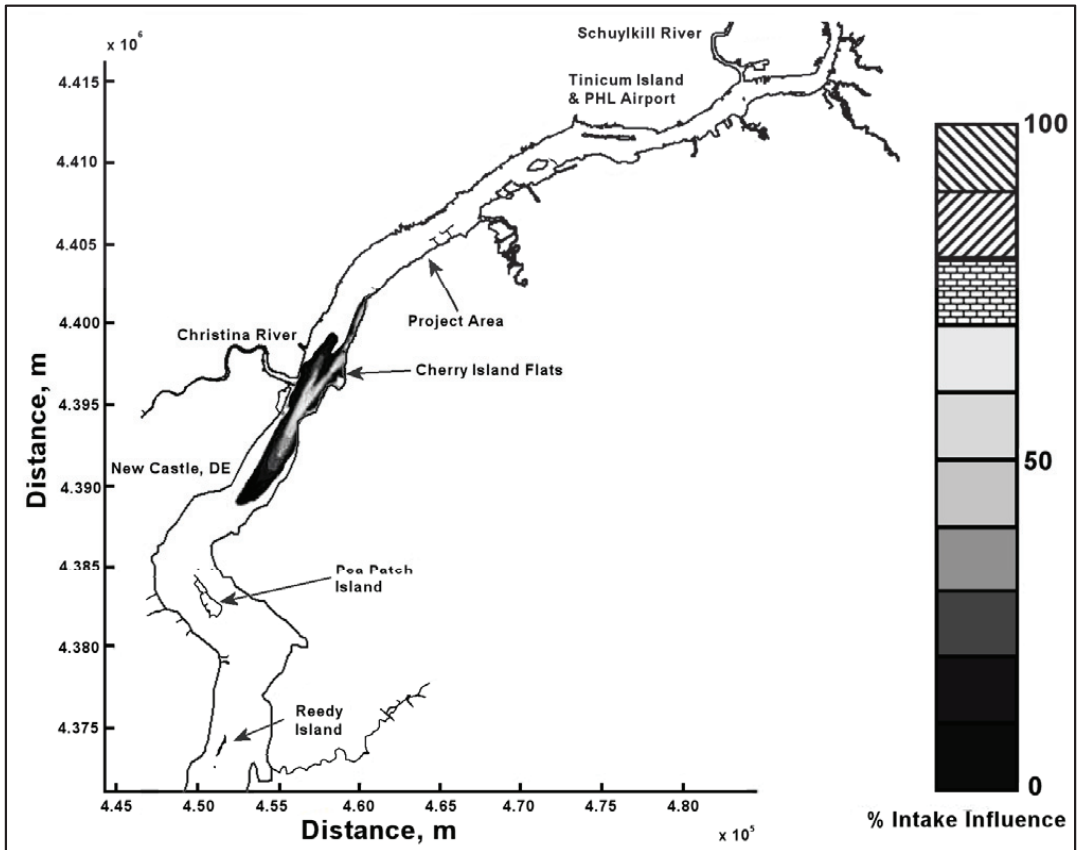 x 10⁶
4.415
4.410
4.405
4.400
4.395
4.390
4.385
4.380
4.375
Distance, m
Schuylkill River
Tinicum Island
& PHL Airport
Project Area
Christina River
Cherry Island Flats
New Castle, DE
Pea Patch
Island
Reedy
Island
4.45 4.50 4.55 4.60 4.65 4.70 4.75 4.80
Distance, m
x 10⁵
100
50
0
% Intake Influence